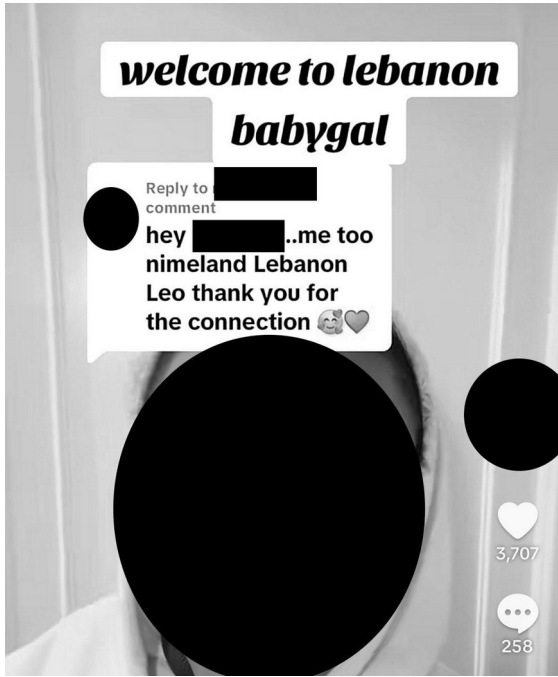 welcome to lebanon
babygal
Reply to
comment
hey ..me too
nimeland Lebanon
Leo thank you for
the connection 🥰🩶
3,707
258